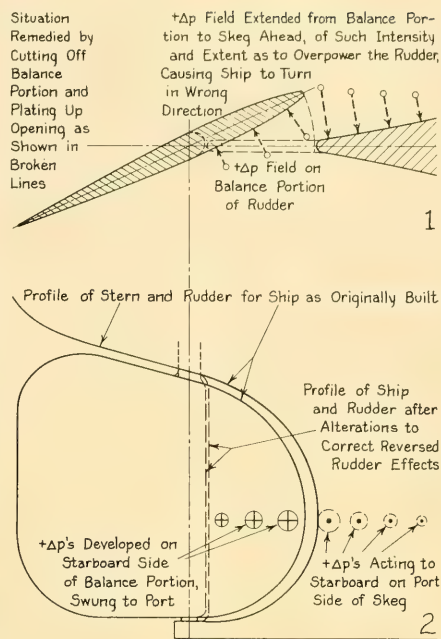 Situation
Remedied by
Cutting Off
Balance
Portion and
Plating Up
Opening as
Shown in
Broken
Lines
+Δp Field Extended from Balance Por-
tion to Skeg Ahead, of Such Intensity
and Extent as to Overpower the Rudder,
Causing Ship to Turn
in Wrong
Direction
+Δp Field on
Balance Portion
of Rudder
1
Profile of Stern and Rudder for Ship as Originally Built
Profile of Ship
and Rudder after
Alterations to
Correct Reversed
Rudder Effects
+Δp's Developed on
Starboard Side
of Balance Portion,
Swung to Port
+Δp's Acting to
Starboard on Port
Side of Skeg
2